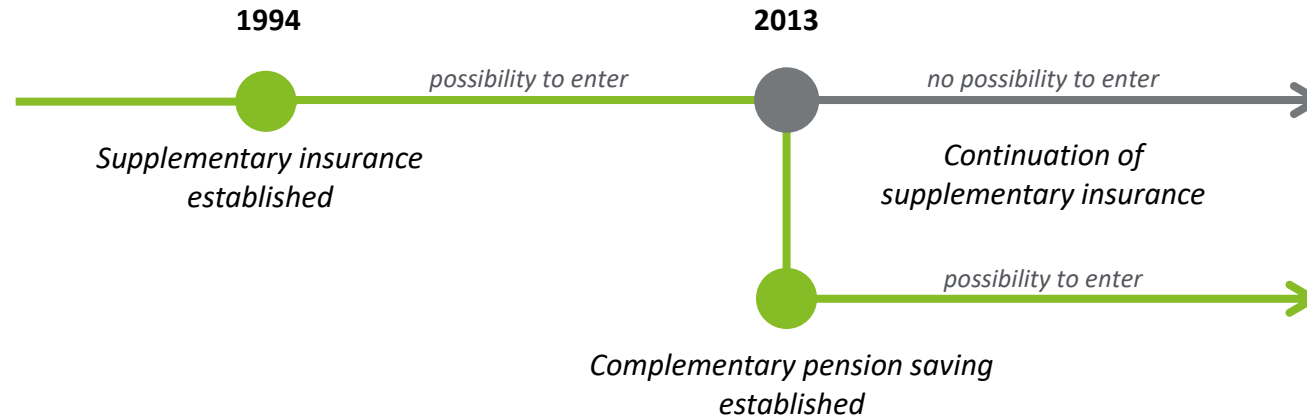 1994
2013
possibility to enter
no possibility to enter
Supplementary insurance
established
Continuation of
supplementary insurance
possibility to enter
Complementary pension saving
established